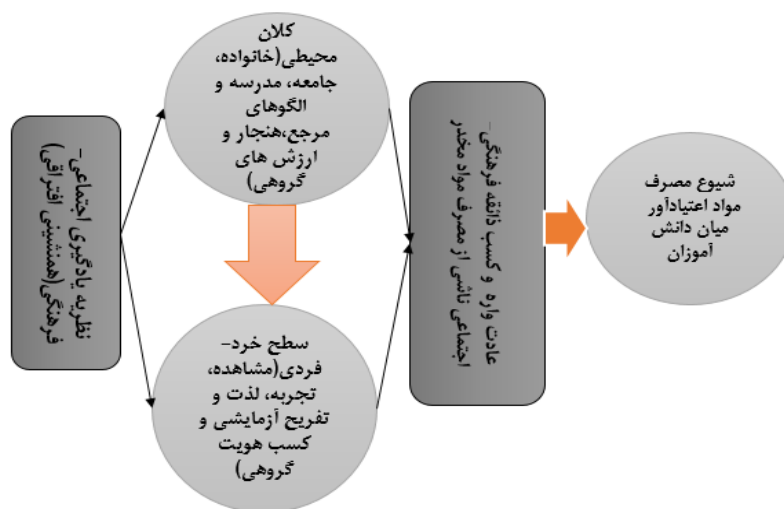 نظریه یادگیری اجتماعی-
فرهنگی(همنشینی افتراقی)
کلان
محیطی(خانواده،
جامعه، مدرسه و
الگوهای
مرجع،هنجار و
ارزش های
گروهی)
سطح خرد-
فردی(مشاهده،
تجربه، لذت و
تفریح آزمایشی و
کسب هویت
گروهی)
عادت واره و کسب ذائقه فرهنگی-
اجتماعی ناشی از مصرف مواد مخدر
شیوع مصرف
مواد اعتیادآور
میان دانش
آموزان